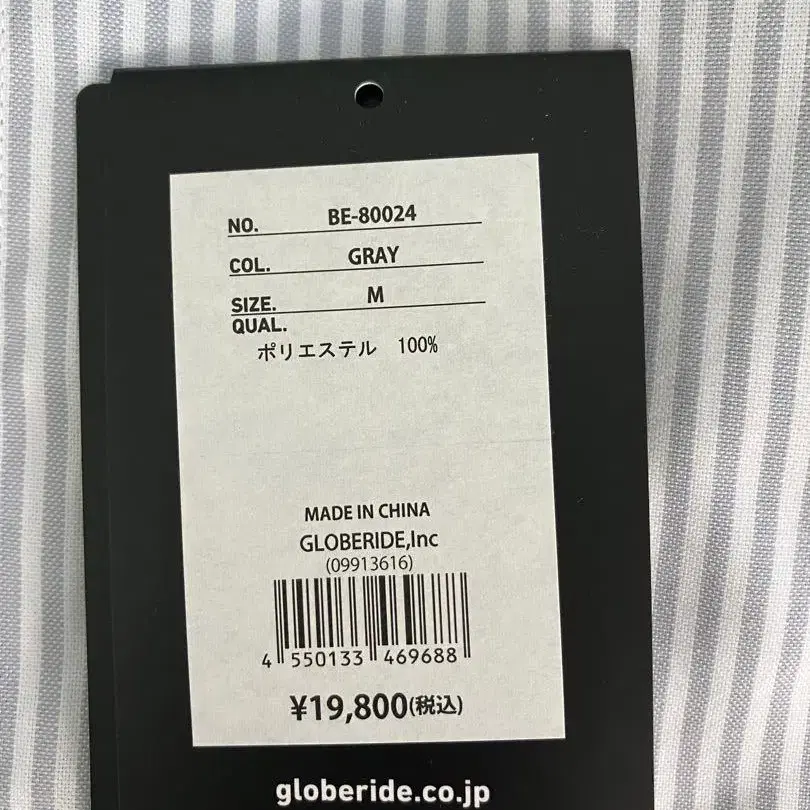 NO. BE-80024
COL. GRAY
SIZE. M
QUAL.
ポリエステル 100%
MADE IN CHINA
GLOBERIDE,Inc
(09913616)
4 550133 469688
¥19,800(税込)
globeride.co.jp